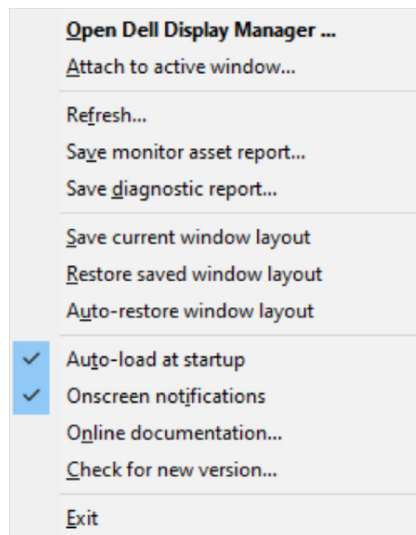 Open Dell Display Manager ...
Attach to active window...
Refresh...
Save monitor asset report...
Save diagnostic report...
Save current window layout
Restore saved window layout
Auto-restore window layout
Auto-load at startup
Onscreen notifications
Online documentation...
Check for new version...
Exit